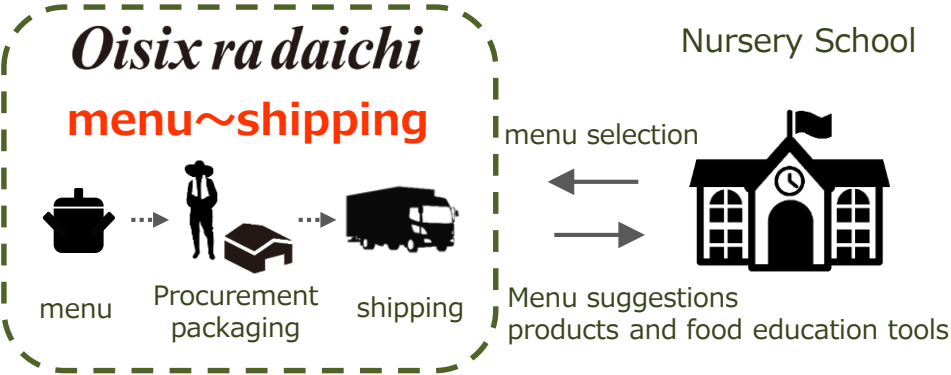 Oisix ra daichi
menu～shipping
menu
Procurement
packaging
shipping
Nursery School
menu selection
Menu suggestions
products and food education tools